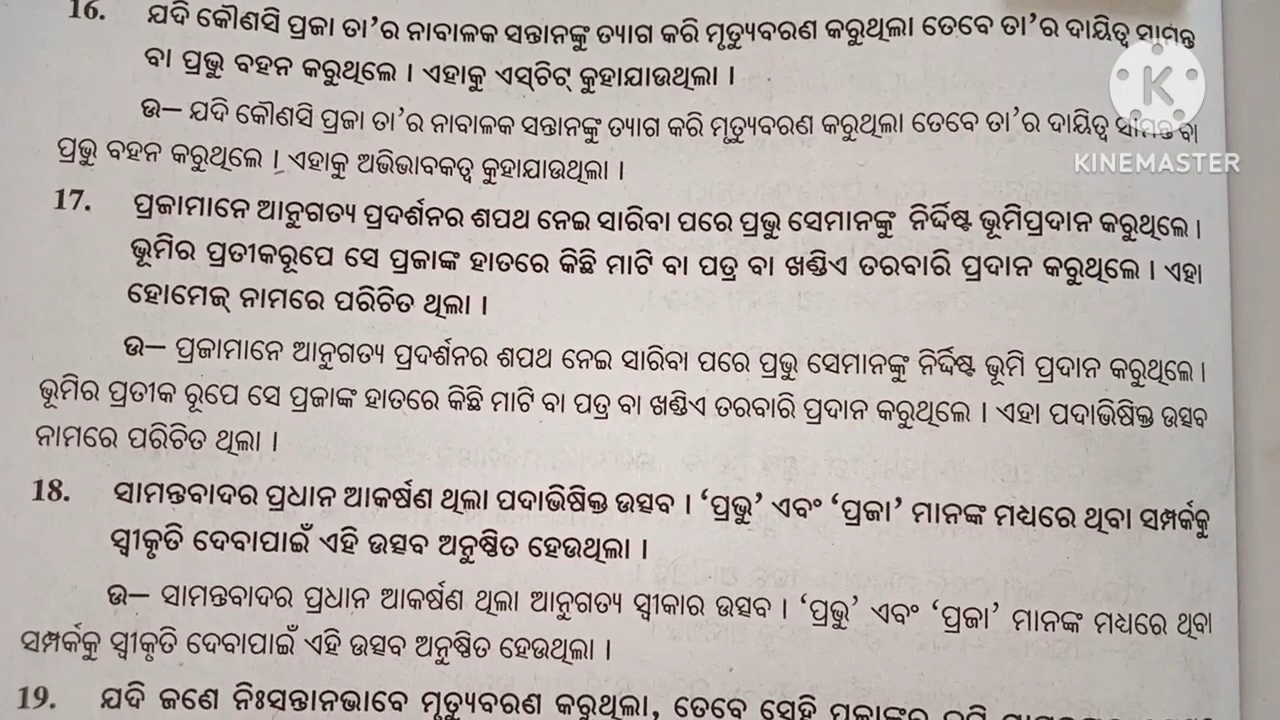 16. ଯଦି କୌଣସି ପ୍ରଜା ତା'ର ନାବାଳକ ସନ୍ତାନଙ୍କୁ ତ୍ୟାଗ କରି ମୃତ୍ୟୁବରଣ କରୁଥିଲା ତେବେ ତା'ର ଦାୟିତ୍ୱ ସାମନ୍ତ
ବା ପ୍ରଭୁ ବହନ କରୁଥିଲେ । ଏହାକୁ ଏସ୍‌ଚିଟ୍ କୁହାଯାଉଥିଲା ।
ଉ– ଯଦି କୌଣସି ପ୍ରଜା ତା'ର ନାବାଳକ ସନ୍ତାନଙ୍କୁ ତ୍ୟାଗ କରି ମୃତ୍ୟୁବରଣ କରୁଥିଲା ତେବେ ତା'ର ଦାୟିତ୍ୱ ସାମନ୍ତ ବା
ପ୍ରଭୁ ବହନ କରୁଥିଲେ । ଏହାକୁ ଅଭିଭାବକତ୍ୱ କୁହାଯାଉଥିଲା ।
KINEMASTER
17. ପ୍ରଜାମାନେ ଆନୁଗତ୍ୟ ପ୍ରଦର୍ଶନର ଶପଥ ନେଇ ସାରିବା ପରେ ପ୍ରଭୁ ସେମାନଙ୍କୁ ନିର୍ଦ୍ଦିଷ୍ଟ ଭୂମିପ୍ରଦାନ କରୁଥିଲେ ।
ଭୂମିର ପ୍ରତୀକରୂପେ ସେ ପ୍ରଜାଙ୍କ ହାତରେ କିଛି ମାଟି ବା ପତ୍ର ବା ଖଣ୍ଡିଏ ତରବାରି ପ୍ରଦାନ କରୁଥିଲେ । ଏହା
ହୋମେଜ୍ ନାମରେ ପରିଚିତ ଥିଲା ।
ଉ– ପ୍ରଜାମାନେ ଆନୁଗତ୍ୟ ପ୍ରଦର୍ଶନର ଶପଥ ନେଇ ସାରିବା ପରେ ପ୍ରଭୁ ସେମାନଙ୍କୁ ନିର୍ଦ୍ଦିଷ୍ଟ ଭୂମି ପ୍ରଦାନ କରୁଥିଲେ ।
ଭୂମିର ପ୍ରତୀକ ରୂପେ ସେ ପ୍ରଜାଙ୍କ ହାତରେ କିଛି ମାଟି ବା ପତ୍ର ବା ଖଣ୍ଡିଏ ତରବାରି ପ୍ରଦାନ କରୁଥିଲେ । ଏହା ପଦାଭିଷିକ୍ତ ଉତ୍ସବ
ନାମରେ ପରିଚିତ ଥିଲା ।
18. ସାମନ୍ତବାଦର ପ୍ରଧାନ ଆକର୍ଷଣ ଥିଲା ପଦାଭିଷିକ୍ତ ଉତ୍ସବ । 'ପ୍ରଭୁ' ଏବଂ 'ପ୍ରଜା' ମାନଙ୍କ ମଧ୍ୟରେ ଥିବା ସମ୍ପର୍କକୁ
ସ୍ୱୀକୃତି ଦେବାପାଇଁ ଏହି ଉତ୍ସବ ଅନୁଷ୍ଠିତ ହେଉଥିଲା ।
ଉ– ସାମନ୍ତବାଦର ପ୍ରଧାନ ଆକର୍ଷଣ ଥିଲା ଆନୁଗତ୍ୟ ସ୍ୱୀକାର ଉତ୍ସବ । 'ପ୍ରଭୁ' ଏବଂ 'ପ୍ରଜା' ମାନଙ୍କ ମଧ୍ୟରେ ଥିବା
ସମ୍ପର୍କକୁ ସ୍ୱୀକୃତି ଦେବାପାଇଁ ଏହି ଉତ୍ସବ ଅନୁଷ୍ଠିତ ହେଉଥିଲା ।
19. ଯଦି ଜଣେ ନିଃସନ୍ତାନଭାବେ ମୃତ୍ୟୁବରଣ କରୁଥିଲା, ତେବେ ସେହି